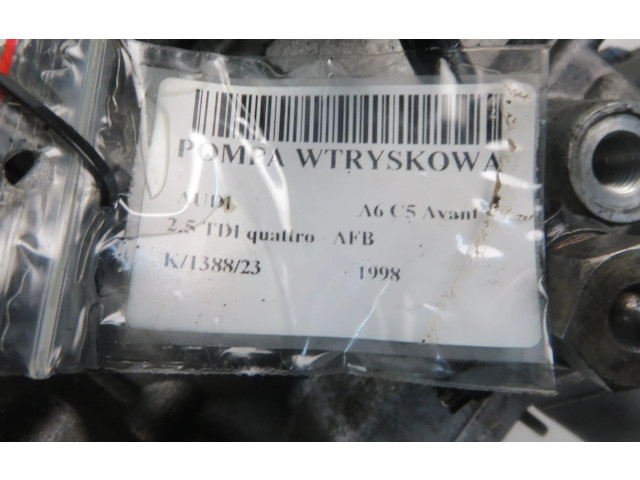 POMPA WTRYSKOWA
AUDI A6 C5 Avant
2.5 TDI quattro - AFB
K/1388/23 1998